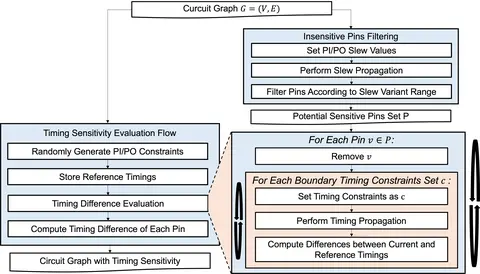 Curcuit Graph G = (V, E)
Insensitive Pins Filtering
Set PI/PO Slew Values
Perform Slew Propagation
Filter Pins According to Slew Variant Range
Potential Sensitive Pins Set P
Timing Sensitivity Evaluation Flow
Randomly Generate PI/PO Constraints
Store Reference Timings
Timing Difference Evaluation
Compute Timing Difference of Each Pin
Circuit Graph with Timing Sensitivity
For Each Pin v ∈ P:
Remove v
For Each Boundary Timing Constraints Set c :
Set Timing Constraints as c
Perform Timing Propagation
Compute Differences between Current and
Reference Timings